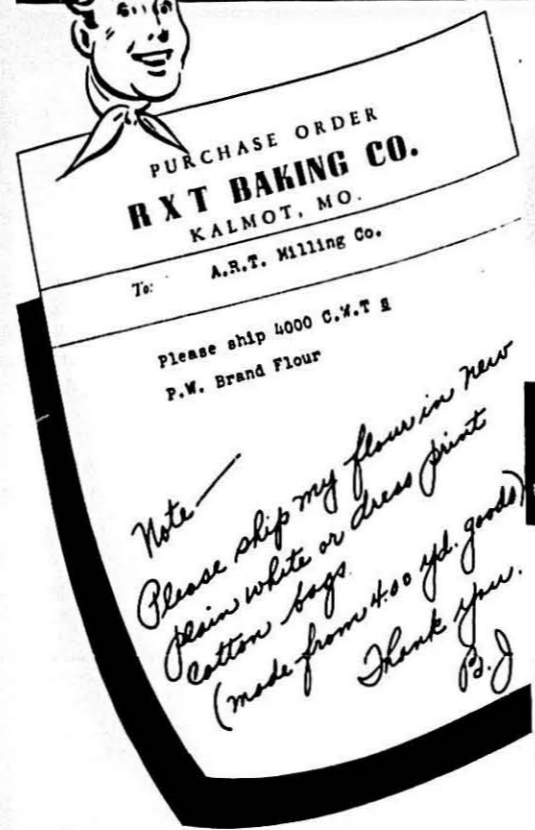 PURCHASE ORDER
RXT BAKING CO.
KALMOT, MO.
To: A.R.T. Milling Co.
Please ship 4000 C.W.T s
P.W. Brand Flour
Note —
Please ship my flour in new
plain white or dress print
cotton bags.
(made from 4.00 yd. goods)
Thank you.
B.J